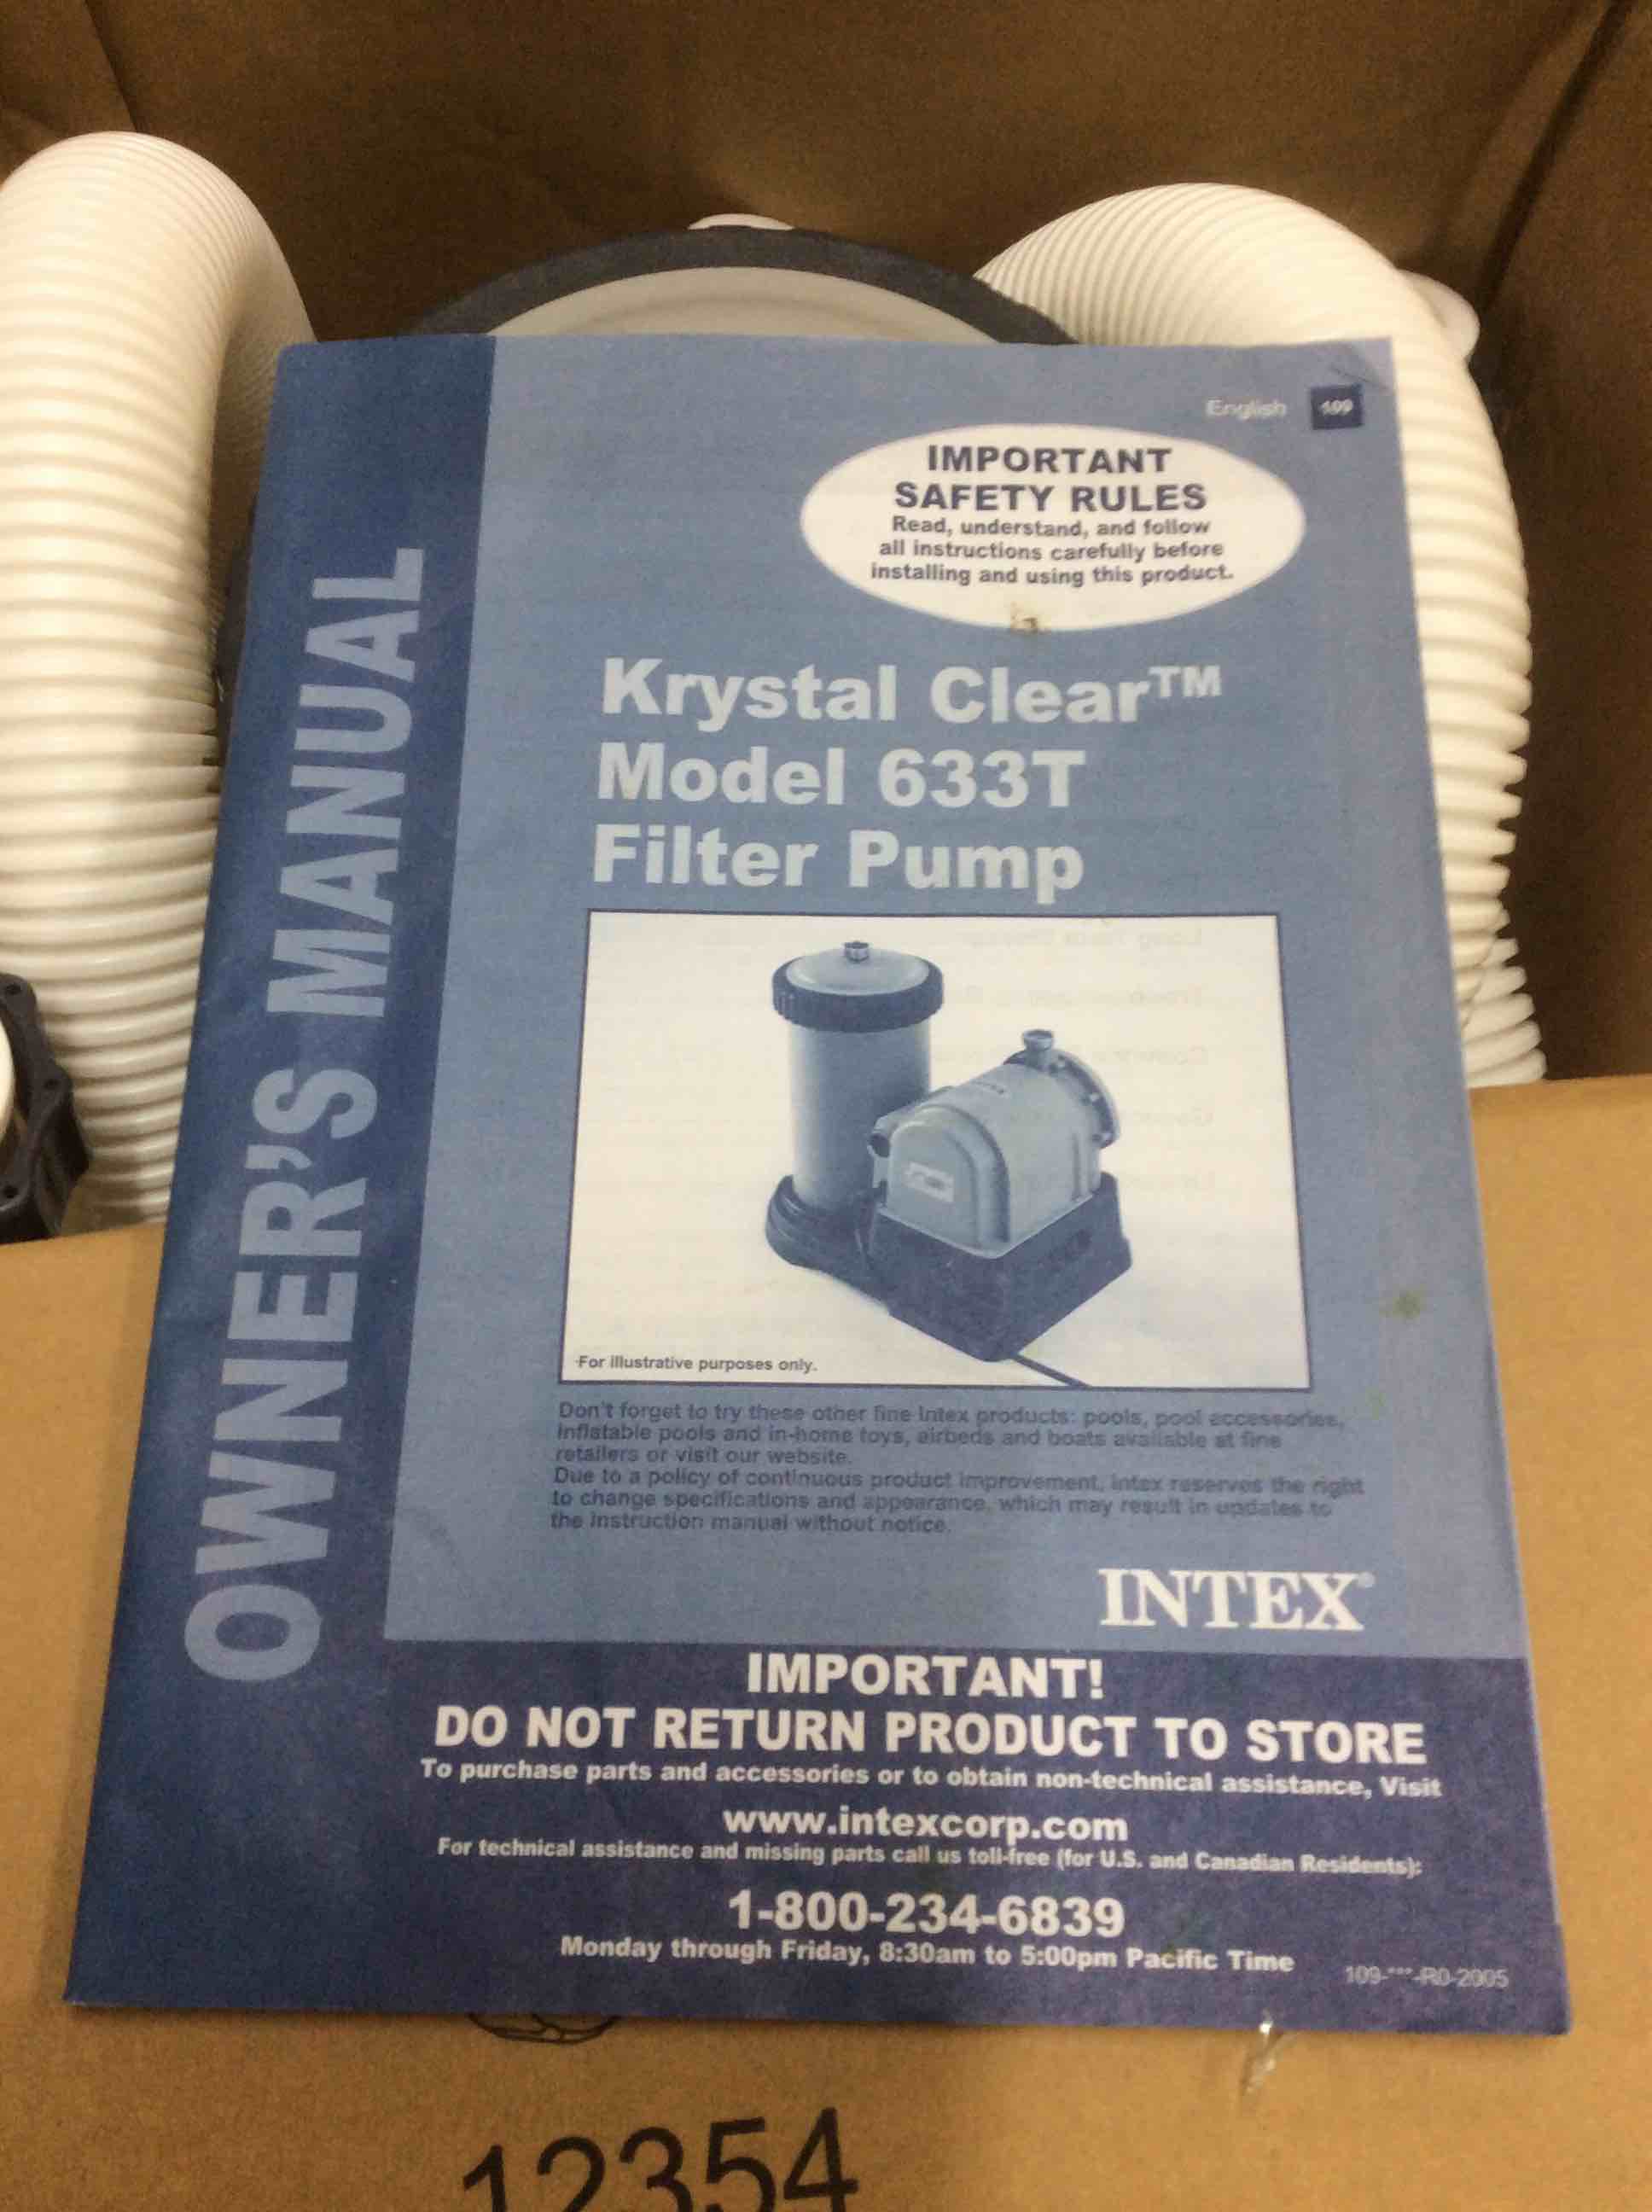 English 109
IMPORTANT
SAFETY RULES
Read, understand, and follow
all instructions carefully before
installing and using this product.
OWNER'S MANUAL
Krystal Clear™
Model 633T
Filter Pump
INTEX
For illustrative purposes only.
Don't forget to try these other fine Intex products: pools, pool accessories,
inflatable pools and in-home toys, airbeds and boats available at fine
retailers or visit our website.
Due to a policy of continuous product improvement, Intex reserves the right
to change specifications and appearance, which may result in updates to
the instruction manual without notice.
INTEX®
IMPORTANT!
DO NOT RETURN PRODUCT TO STORE
To purchase parts and accessories or to obtain non-technical assistance, Visit
www.intexcorp.com
For technical assistance and missing parts call us toll-free (for U.S. and Canadian Residents):
1-800-234-6839
Monday through Friday, 8:30am to 5:00pm Pacific Time
109-***-R0-2005
12354